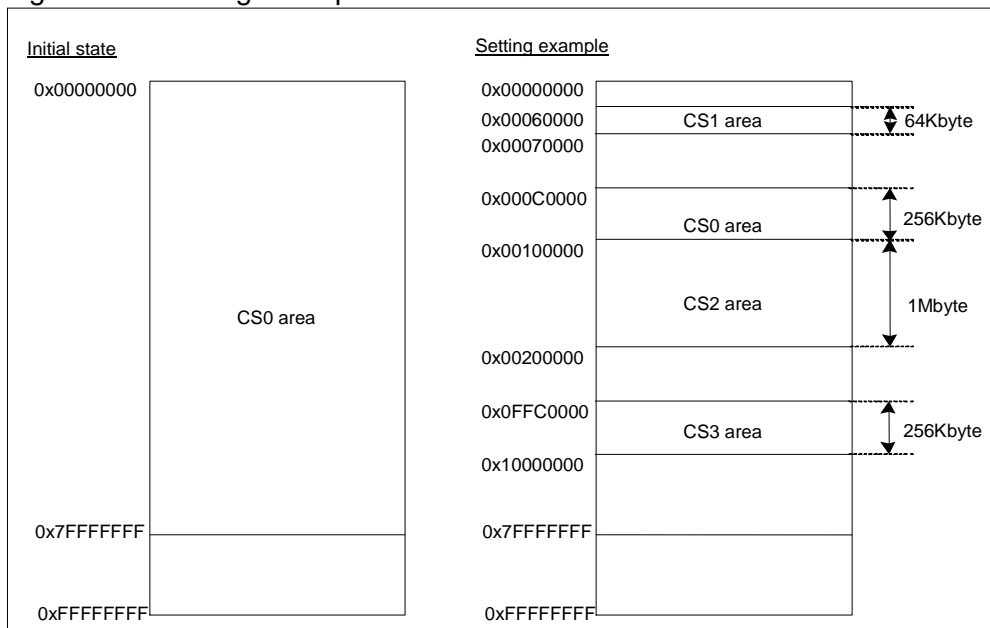 Initial state
0x00000000
CS0 area
0x7FFFFFFF
0xFFFFFFFF
Setting example
0x00000000
0x00060000
CS1 area
64Kbyte
0x00070000
0x000C0000
CS0 area
256Kbyte
0x00100000
CS2 area
1Mbyte
0x00200000
0x0FFC0000
CS3 area
256Kbyte
0x10000000
0x7FFFFFFF
0xFFFFFFFF